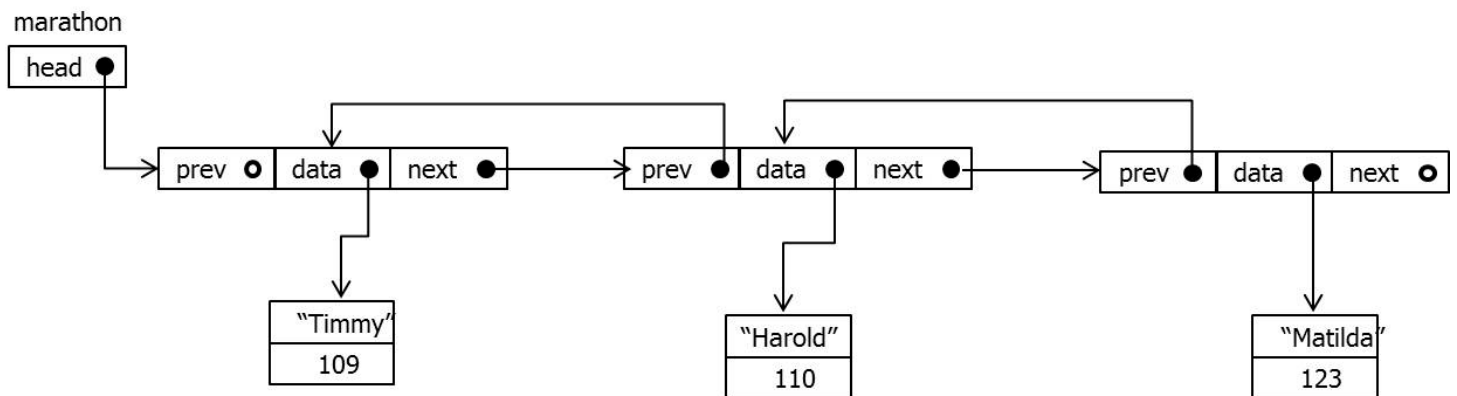 marathon
head
prev data next prev data next prev data next
“Timmy”
109
“Harold”
110
“Matilda”
123